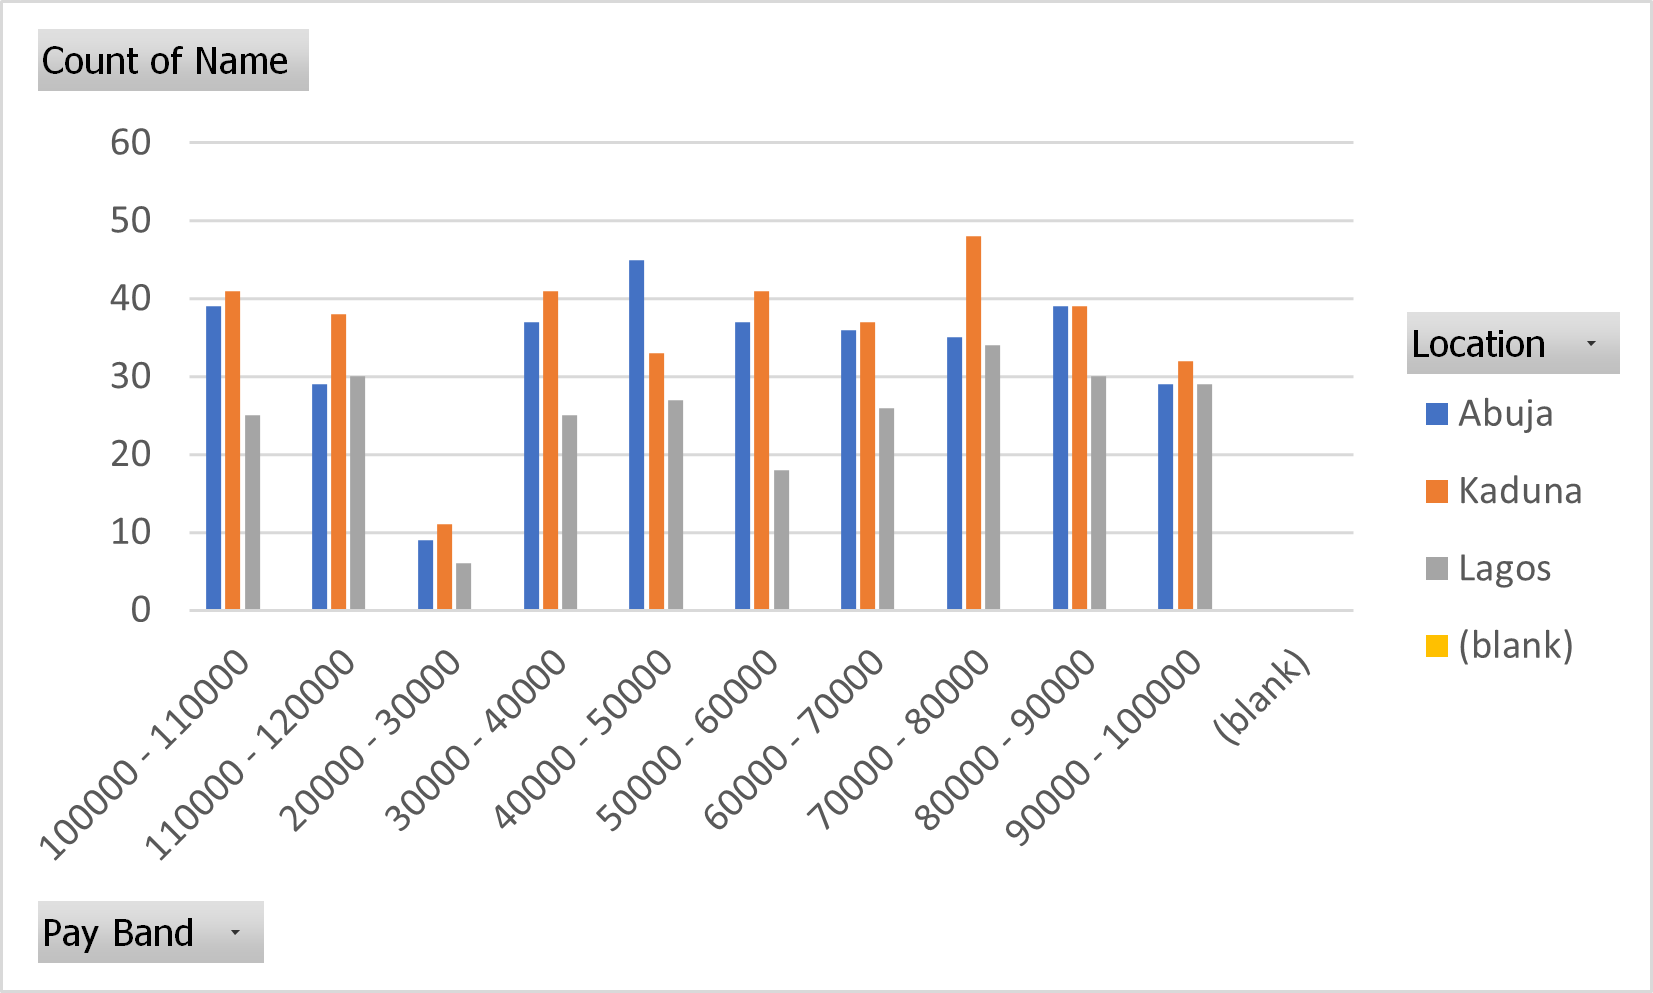 Count of Name
60
50
40
30
20
10
0
100000 - 110000
110000 - 120000
20000 - 30000
30000 - 40000
40000 - 50000
50000 - 60000
60000 - 70000
70000 - 80000
80000 - 90000
90000 - 100000
(blank)
Location
Abuja
Kaduna
Lagos
(blank)
Pay Band